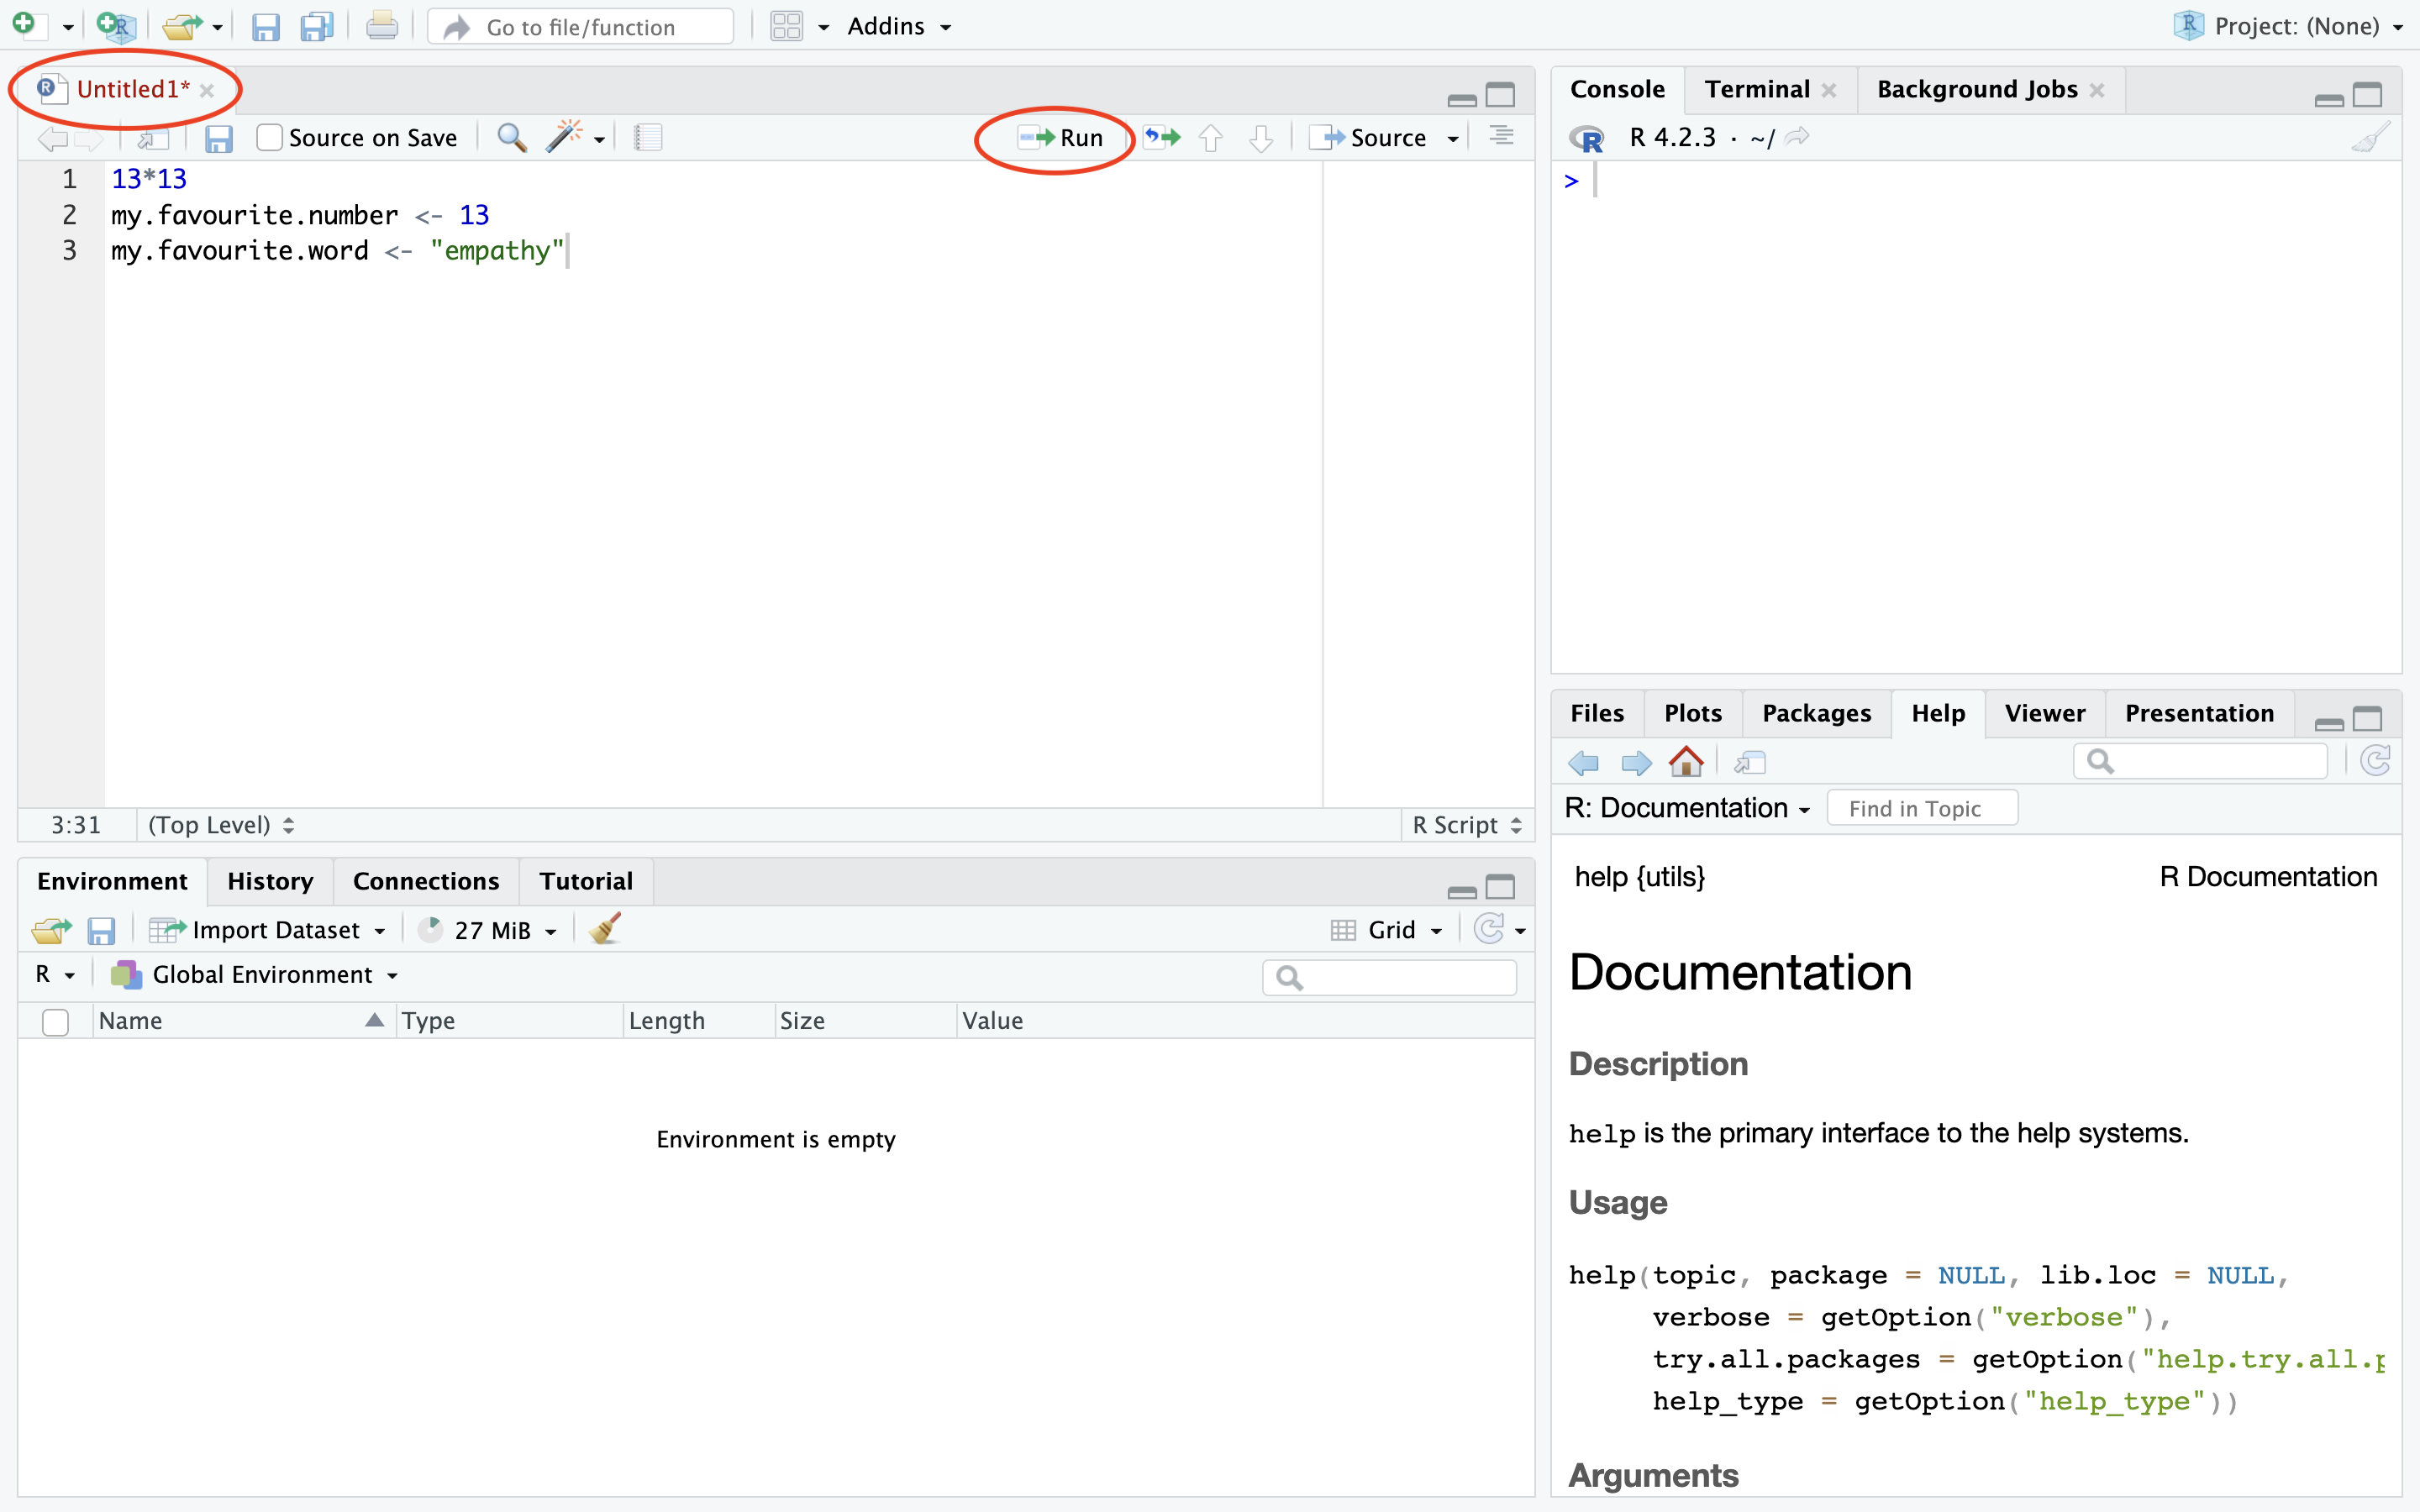 Go to file/function
Addins
Project: (None)
Untitled1*
Source on Save
Run
Source
1 13*13
2 my.favourite.number <- 13
3 my.favourite.word <- "empathy"
3:31
(Top Level)
R Script
Environment
History
Connections
Tutorial
Import Dataset
27 MiB
Grid
R
Global Environment
Name
Type
Length
Size
Value
Environment is empty
Console
Terminal
Background Jobs
R 4.2.3 · ~/
>
Files
Plots
Packages
Help
Viewer
Presentation
R: Documentation
Find in Topic
help {utils}
R Documentation
Documentation
Description
help is the primary interface to the help systems.
Usage
help(topic, package = NULL, lib.loc = NULL,
verbose = getOption("verbose"),
try.all.packages = getOption("help.try.all.p
help_type = getOption("help_type"))
Arguments